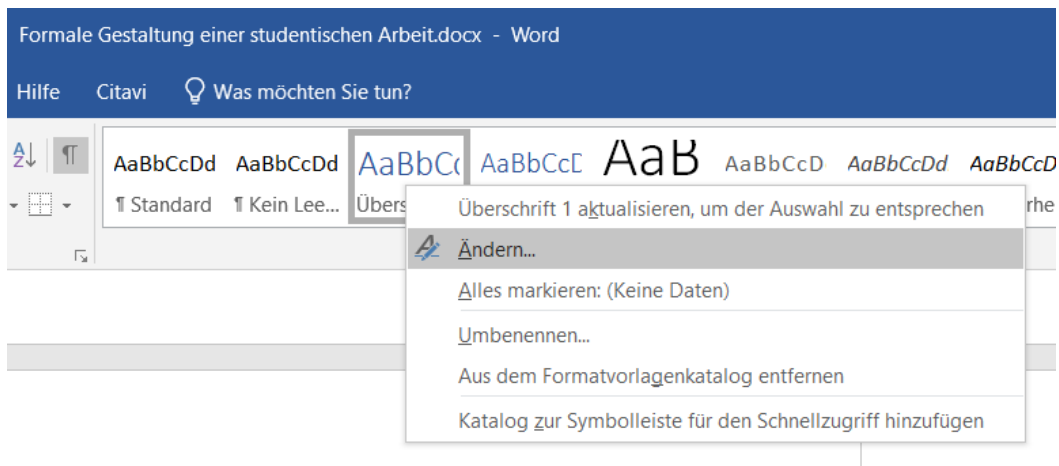 Formale Gestaltung einer studentischen Arbeit.docx - Word
Hilfe Citavi Was möchten Sie tun?
AaBbCcDd AaBbCcDd AaBbCc AaBbCcD AaB AaBbCcD AaBbCcDd AaBbCcD
¶ Standard ¶ Kein Lee... Übers rhe
Überschrift 1 aktualisieren, um der Auswahl zu entsprechen
Ändern...
Alles markieren: (Keine Daten)
Umbenennen...
Aus dem Formatvorlagenkatalog entfernen
Katalog zur Symbolleiste für den Schnellzugriff hinzufügen